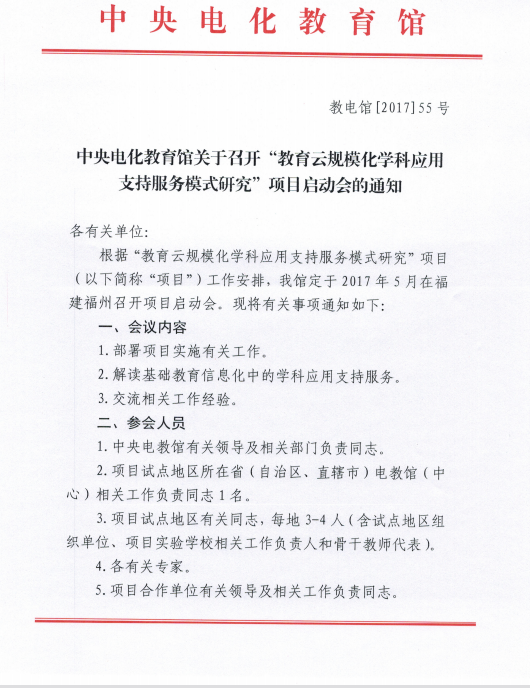 中央电化教育馆
教电馆[2017]55号
中央电化教育馆关于召开“教育云规模化学科应用
支持服务模式研究”项目启动会的通知
各有关单位：
根据“教育云规模化学科应用支持服务模式研究”项目
（以下简称“项目”）工作安排，我馆定于2017年5月在福
建福州召开项目启动会。现将有关事项通知如下：
一、会议内容
1.部署项目实施有关工作。
2.解读基础教育信息化中的学科应用支持服务。
3.交流相关工作经验。
二、参会人员
1.中央电教馆有关领导及相关部门负责同志。
2.项目试点地区所在省（自治区、直辖市）电教馆（中
心）相关工作负责同志1名。
3.项目试点地区有关同志，每地3-4人（含试点地区组
织单位、项目实验学校相关工作负责人和骨干教师代表）。
4.各有关专家。
5.项目合作单位有关领导及相关工作负责同志。